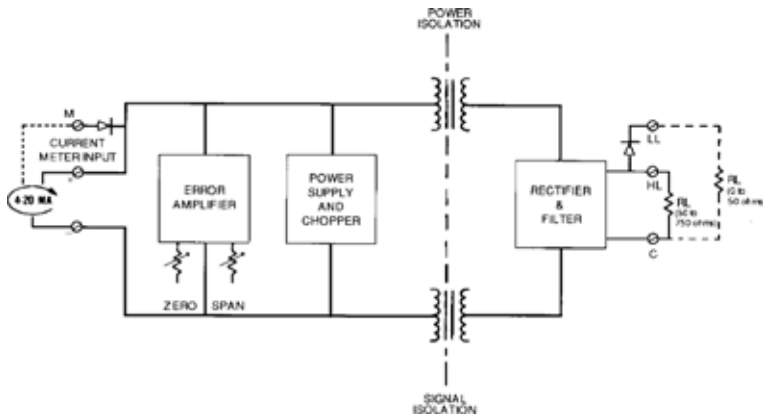 POWER
ISOLATION
M
CURRENT
METER INPUT
+
4-20 MA
−
ERROR
AMPLIFIER
ZERO
SPAN
POWER
SUPPLY
AND
CHOPPER
RECTIFIER
&
FILTER
LL
HL
C
RL
(50 to
750 ohms)
RL
(0 to
50 ohms)
SIGNAL
ISOLATION